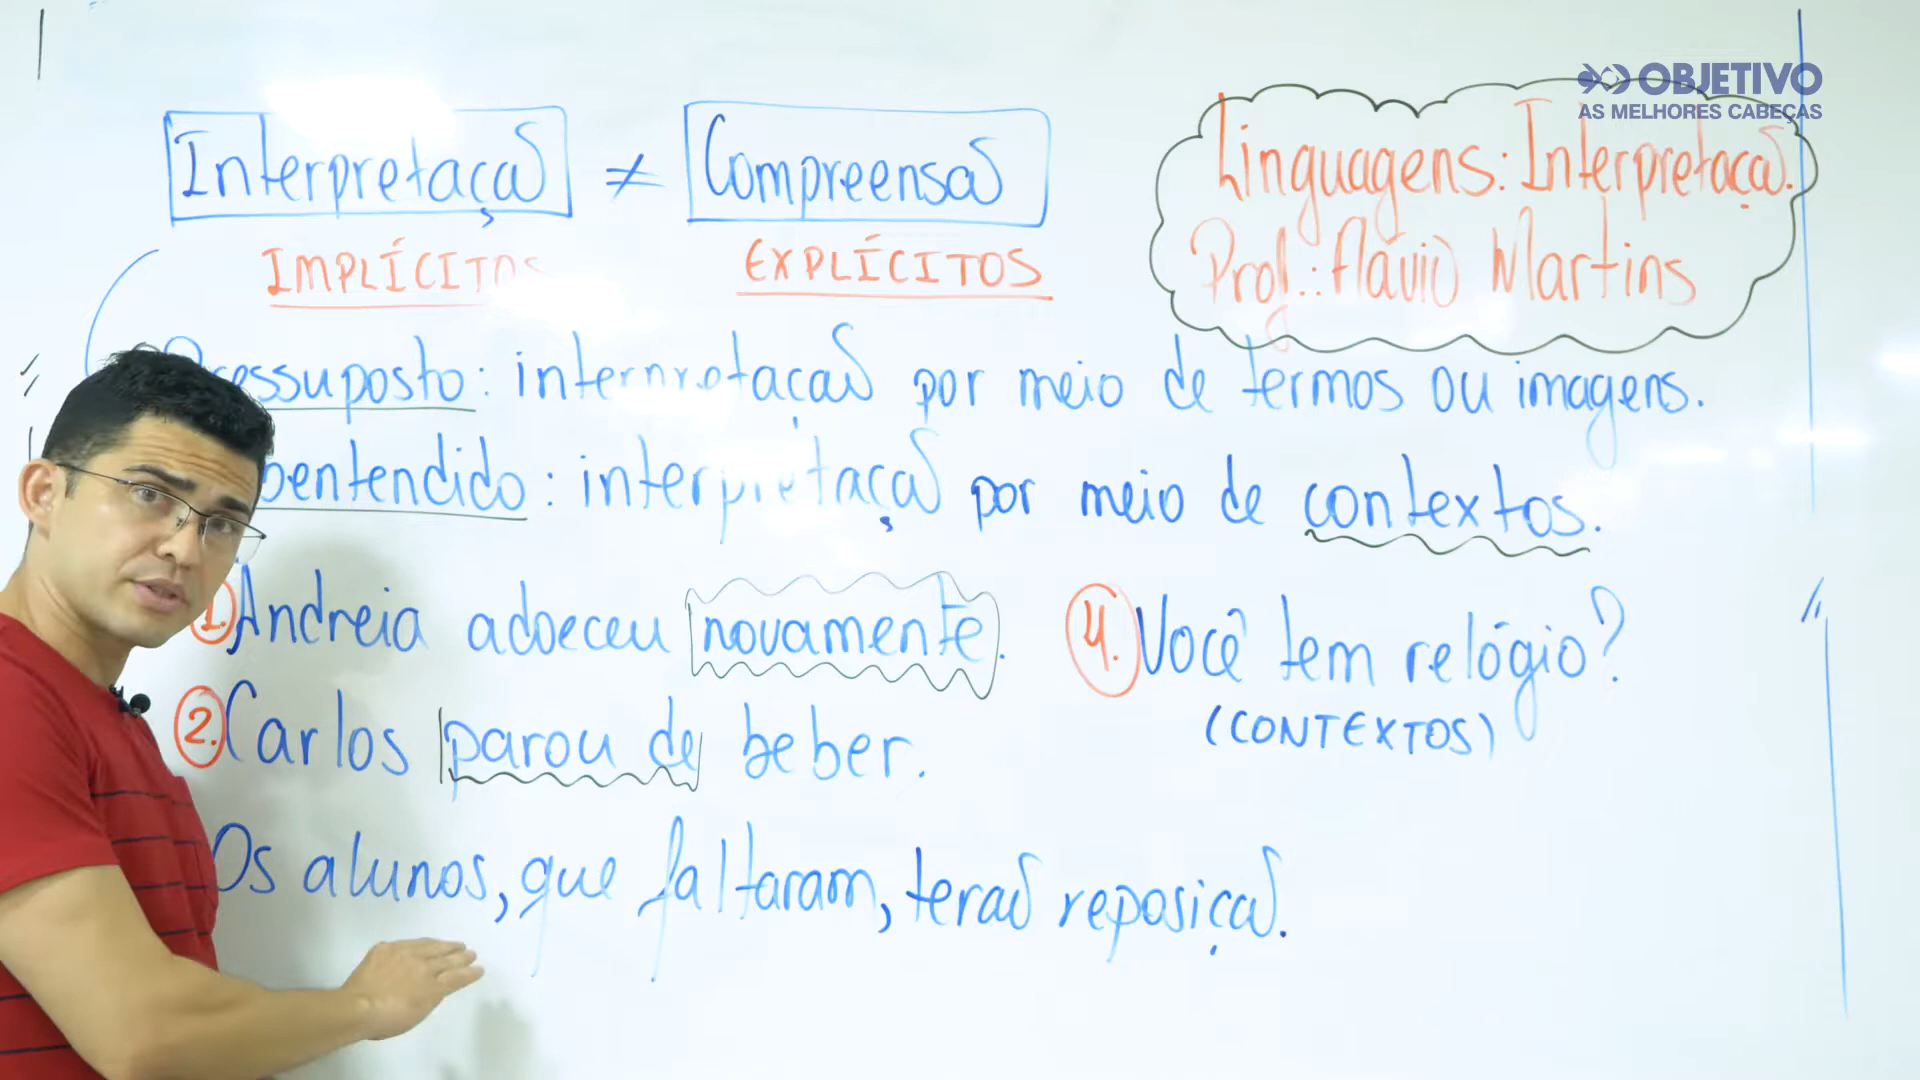 OBJETIVO
AS MELHORES CABEÇAS
Interpretação ≠ Compreensão
IMPLÍCITOS EXPLÍCITOS
Linguagens: Interpretação.
Prof.: Flávio Martins
Pressuposto: interpretação por meio de termos ou imagens.
bentendido: interpretação por meio de contextos.
1. Andreia adoeceu novamente.
2. Carlos parou de beber.
Os alunos, que faltaram, terão reposição.
4. Você tem relógio?
(CONTEXTOS)